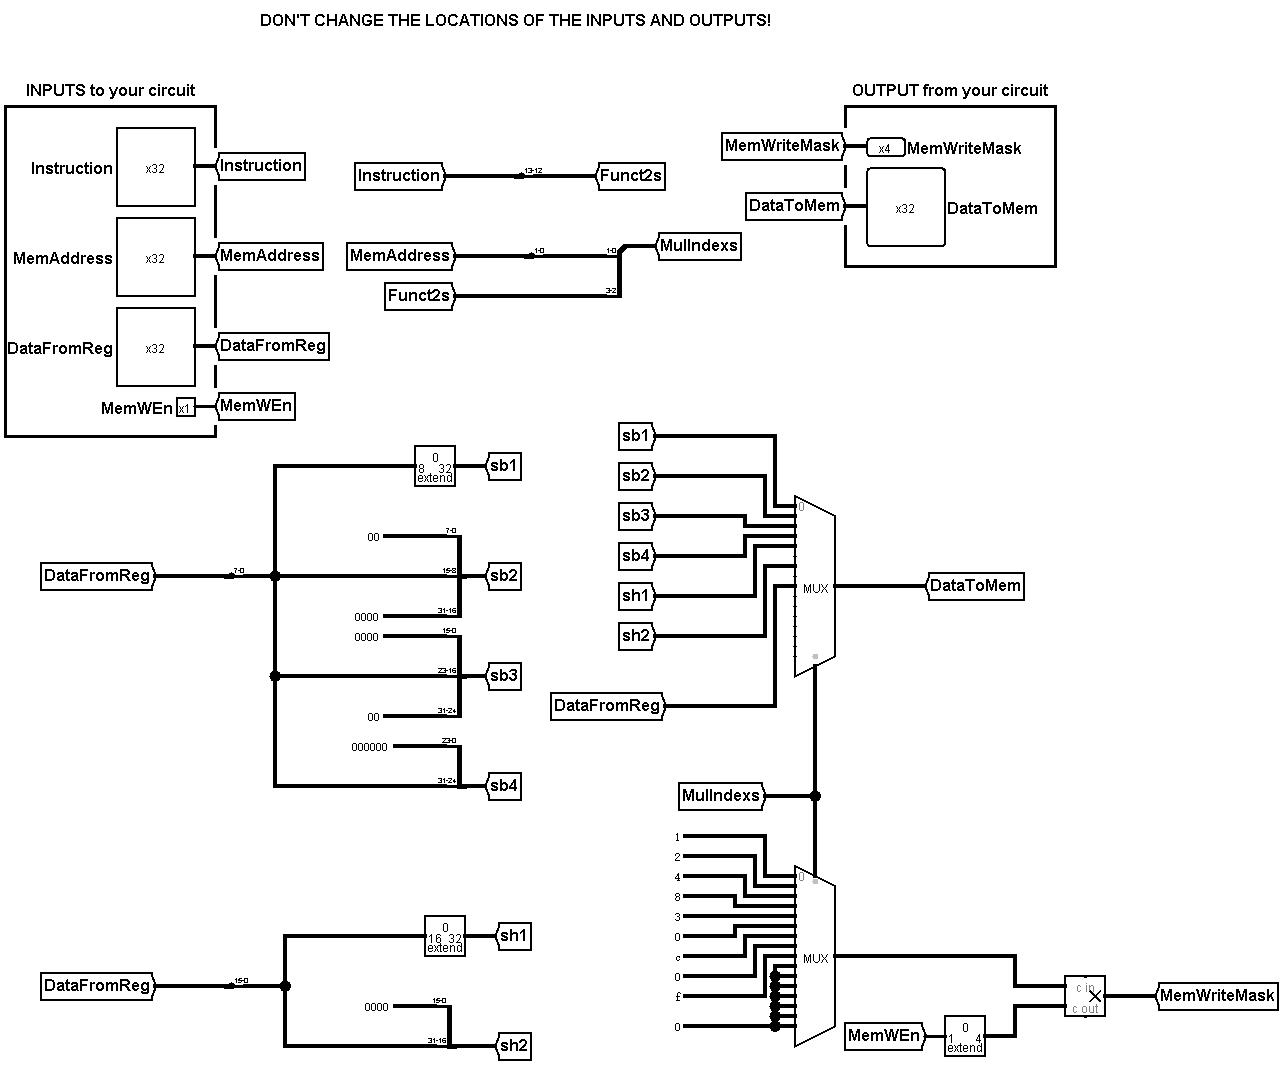 DON'T CHANGE THE LOCATIONS OF THE INPUTS AND OUTPUTS!
INPUTS to your circuit
Instruction
x32
Instruction
MemAddress
x32
MemAddress
DataFromReg
x32
DataFromReg
MemWEn
x1
MemWEn
Instruction
13-12
Funct2s
MemAddress
1-0
1-0
MulIndexs
Funct2s
3-2
OUTPUT from your circuit
MemWriteMask
x4
MemWriteMask
DataToMem
x32
DataToMem
DataFromReg
7-0
0
8 32
extend
sb1
00
7-0
15-8
sb2
0000
31-16
0000
15-0
23-16
sb3
00
31-24
000000
23-0
31-24
sb4
sb1
sb2
sb3
sb4
sh1
sh2
DataFromReg
0
MUX
DataToMem
MulIndexs
1
2
4
8
3
0
c
0
f
0
0
MUX
DataFromReg
15-0
0
16 32
extend
sh1
0000
15-0
31-16
sh2
MemWEn
0
1 4
extend
c in
c out
MemWriteMask